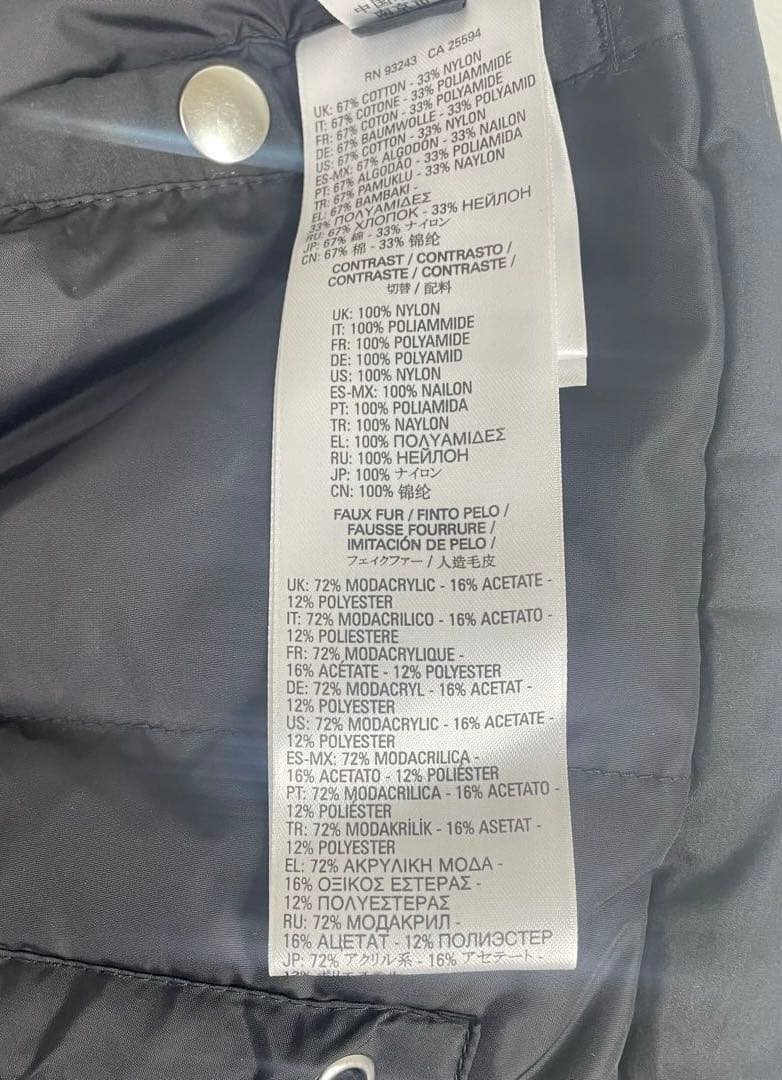 RN 93243 CA 25594
UK: 67% COTTON - 33% NYLON
IT: 67% COTONE - 33% POLIAMMIDE
FR: 67% COTON - 33% POLYAMIDE
DE: 67% BAUMWOLLE - 33% POLYAMID
US: 67% COTTON - 33% NYLON
ES-MX: 67% ALGODÓN - 33% NAILON
PT: 67% ALGODÃO - 33% POLIAMIDA
TR: 67% PAMUKLU - 33% NAYLON
EL: 67% ΒΑΜΒΑΚΙ -
33% ΠΟΛΥΑΜΙΔΕΣ
RU: 67% ХЛОПОК - 33% НЕЙЛОН
JP: 67% 綿 - 33% ナイロン
CN: 67% 棉 - 33% 锦纶
CONTRAST / CONTRASTO /
CONTRASTE / CONTRASTE /
切替 / 配料
UK: 100% NYLON
IT: 100% POLIAMMIDE
FR: 100% POLYAMIDE
DE: 100% POLYAMID
US: 100% NYLON
ES-MX: 100% NAILON
PT: 100% POLIAMIDA
TR: 100% NAYLON
EL: 100% ΠΟΛΥΑΜΙΔΕΣ
RU: 100% НЕЙЛОН
JP: 100% ナイロン
CN: 100% 锦纶
FAUX FUR / FINTO PELO /
FAUSSE FOURRURE /
IMITACIÓN DE PELO /
フェイクファー / 人造毛皮
UK: 72% MODACRYLIC - 16% ACETATE -
12% POLYESTER
IT: 72% MODACRILICO - 16% ACETATO -
12% POLIESTERE
FR: 72% MODACRYLIQUE -
16% ACÉTATE - 12% POLYESTER
DE: 72% MODACRYL - 16% ACETAT -
12% POLYESTER
US: 72% MODACRYLIC - 16% ACETATE -
12% POLYESTER
ES-MX: 72% MODACRILICA -
16% ACETATO - 12% POLIÉSTER
PT: 72% MODACRILICA - 16% ACETATO -
12% POLIÉSTER
TR: 72% MODAKRİLİK - 16% ASETAT -
12% POLYESTER
EL: 72% ΑΚΡΥΛΙΚΗ ΜΟΔΑ -
16% ΟΞΙΚΟΣ ΕΣΤΕΡΑΣ -
12% ΠΟΛΥΕΣΤΕΡΑΣ
RU: 72% МОДАКРИЛ -
16% АЦЕТАТ - 12% ПОЛИЭСТЕР
JP: 72% アクリル系 - 16% アセテート -